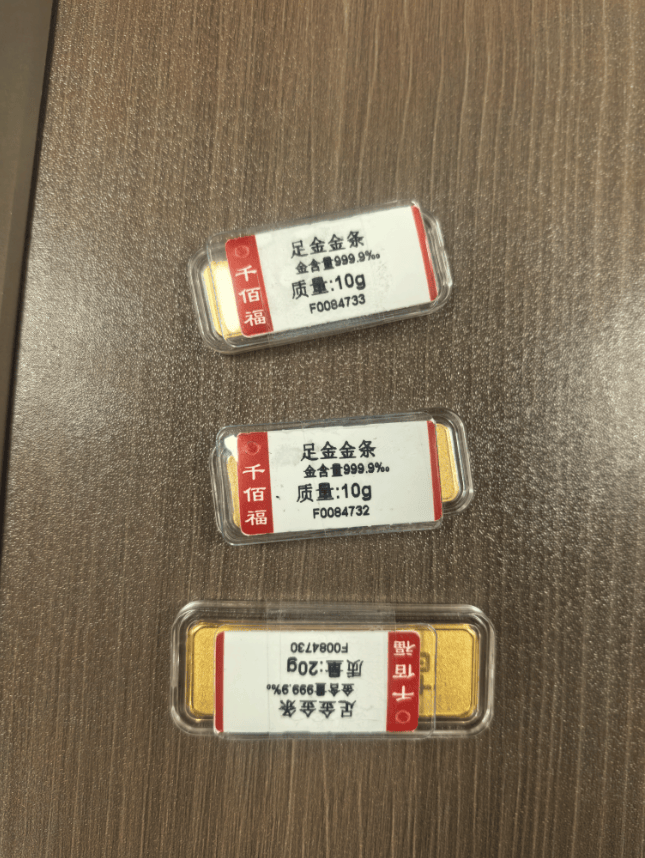 千佰福
足金金条
金含量999.9‰
质量:10g
F0084733
千佰福
足金金条
金含量999.9‰
质量:10g
F0084732
千佰福
足金金条
金含量999.9‰
质量:20g
F0084730